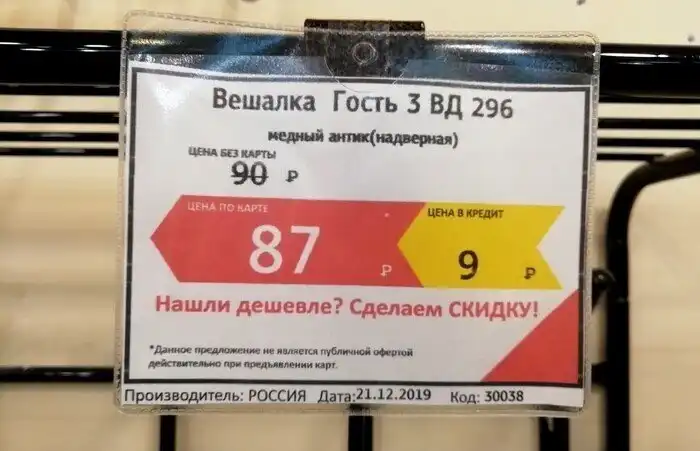 Вешалка Гость 3 ВД 296
медный антик(надверная)
ЦЕНА БЕЗ КАРТЫ
90 ₽
ЦЕНА ПО КАРТЕ
87 ₽
ЦЕНА В КРЕДИТ
9 ₽
Нашли дешевле? Сделаем СКИДКУ!
*Данное предложение не является публичной офертой
действительно при предъявлении карт.
Производитель: РОССИЯ Дата:21.12.2019 Код: 30038